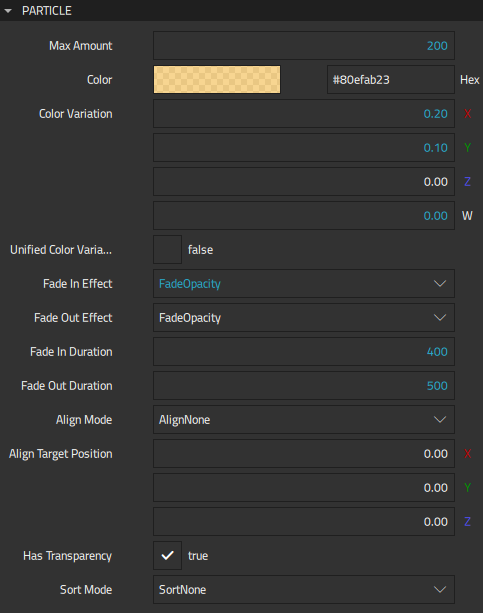 PARTICLE
Max Amount 200
Color #80efab23 Hex
Color Variation 0.20 X
0.10 Y
0.00 Z
0.00 W
Unified Color Varia... false
Fade In Effect FadeOpacity
Fade Out Effect FadeOpacity
Fade In Duration 400
Fade Out Duration 500
Align Mode AlignNone
Align Target Position 0.00 X
0.00 Y
0.00 Z
Has Transparency true
Sort Mode SortNone